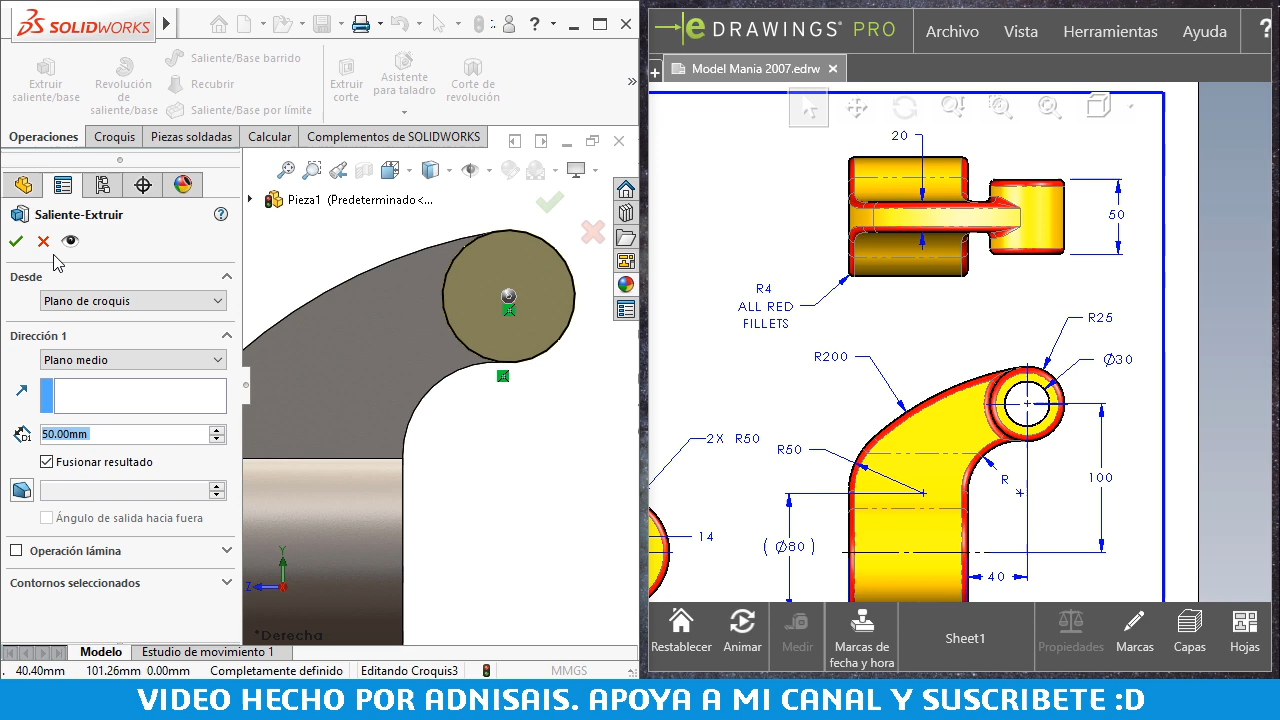 SOLIDWORKS
Extruir saliente/base
Revolución de saliente/base
Saliente/Base barrido
Recubrir
Saliente/Base por límite
Extruir corte
Asistente para taladro
Corte de revolución
Operaciones
Croquis
Piezas soldadas
Calcular
Complementos de SOLIDWORKS
Saliente-Extruir
Desde
Plano de croquis
Dirección 1
Plano medio
50.00mm
Fusionar resultado
Ángulo de salida hacia fuera
Operación lámina
Contornos seleccionados
Pieza1 (Predeterminado<...
Y
Z
*Derecha
Modelo
Estudio de movimiento 1
40.40mm
101.26mm
0.00mm
Completamente definido
Editando Croquis3
MMGS
eDRAWINGS® PRO
Archivo
Vista
Herramientas
Ayuda
?
Model Mania 2007.edrw
20
50
R4
ALL RED
FILLETS
R25
Ø30
R200
2X R50
R50
R
100
14
( Ø80 )
40
Restablecer
Animar
Medir
Marcas de fecha y hora
Sheet1
Propiedades
Marcas
Capas
Hojas
VIDEO HECHO POR ADNISAIS. APOYA A MI CANAL Y SUSCRIBETE :D